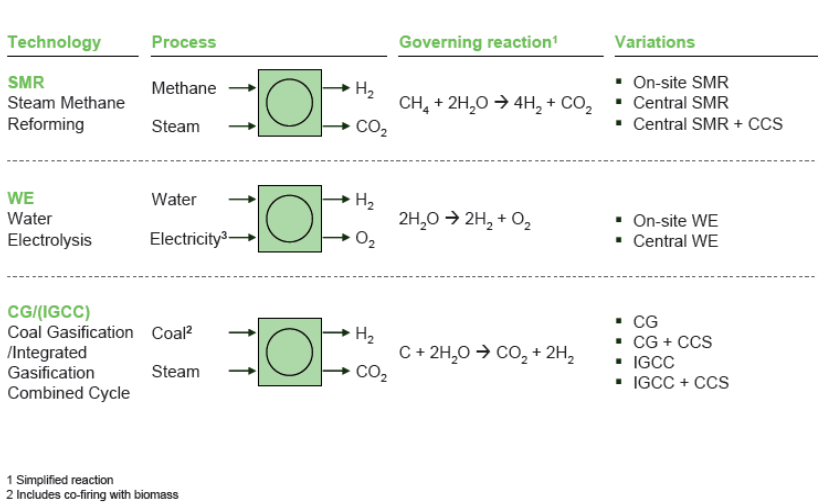 Technology Process Governing reaction¹ Variations
SMR
Steam Methane
Reforming
Methane
Steam
H₂
CO₂
CH₄ + 2H₂O → 4H₂ + CO₂
▪ On-site SMR
▪ Central SMR
▪ Central SMR + CCS
WE
Water
Electrolysis
Water
Electricity³
H₂
O₂
2H₂O → 2H₂ + O₂
▪ On-site WE
▪ Central WE
CG/(IGCC)
Coal Gasification
/Integrated
Gasification
Combined Cycle
Coal²
Steam
H₂
CO₂
C + 2H₂O → CO₂ + 2H₂
▪ CG
▪ CG + CCS
▪ IGCC
▪ IGCC + CCS
1 Simplified reaction
2 Includes co-firing with biomass